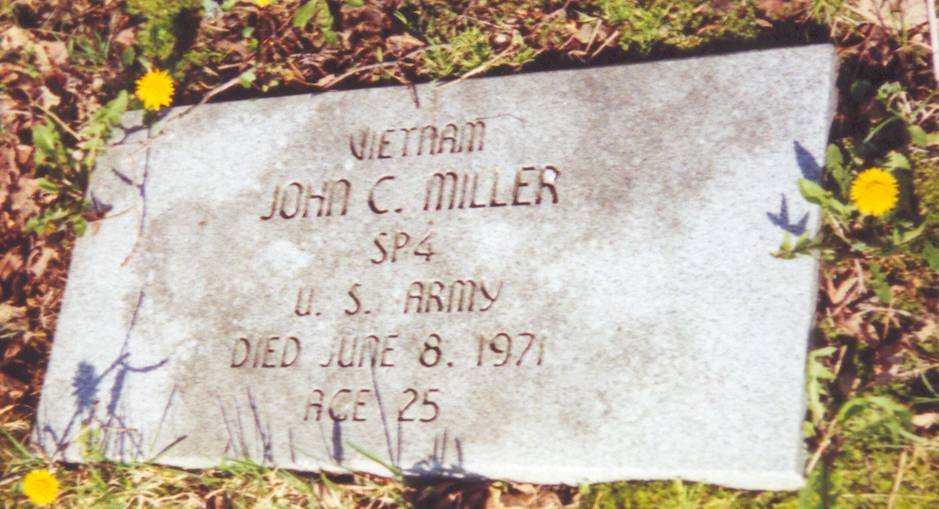 VIETNAM
JOHN C. MILLER
SP4
U. S. ARMY
DIED JUNE 8. 1971
AGE 25